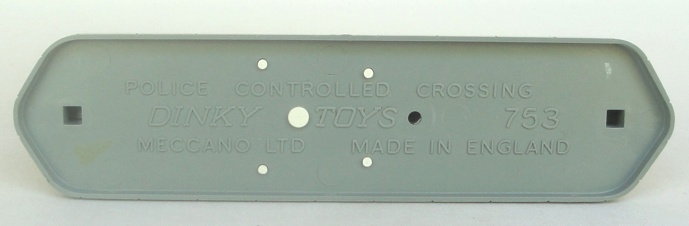 POLICE CONTROLLED CROSSING
DINKY TOYS 753
MECCANO LTD MADE IN ENGLAND